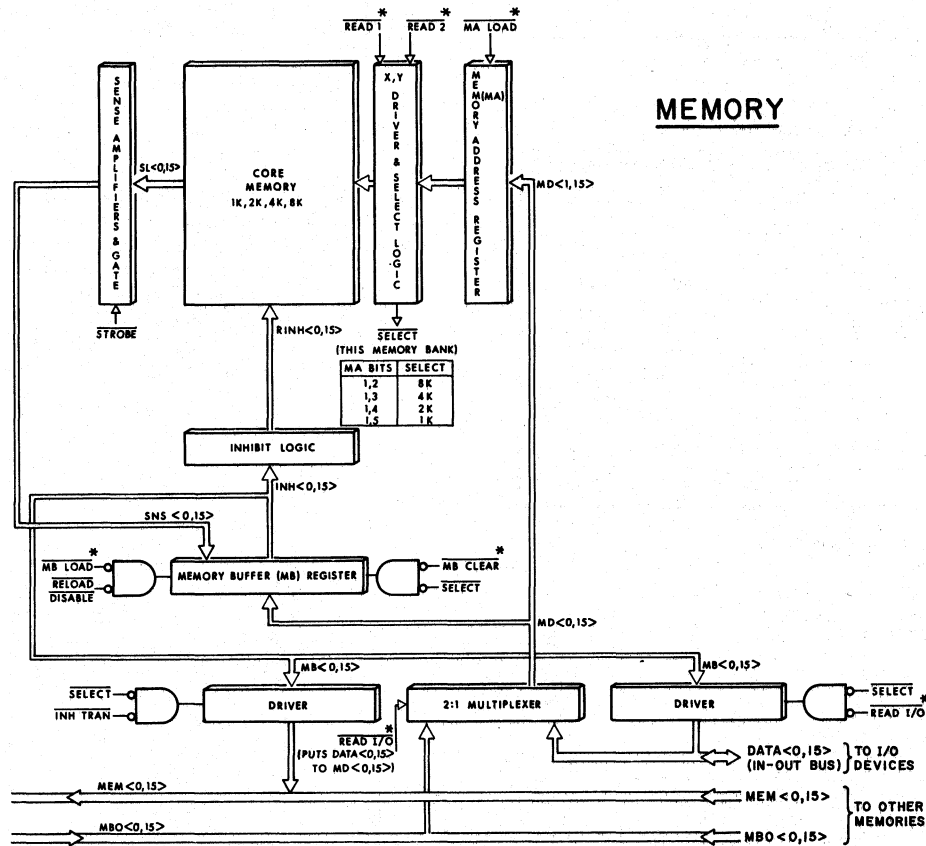 READ 1*
READ 2*
MA LOAD*
MEMORY
SENSE AMPLIFIERS & GATE
CORE
MEMORY
1K, 2K, 4K, 8K
X,Y DRIVER & SELECT LOGIC
MEMORY ADDRESS REGISTER
(MA)
SL<0,15>
MD<1,15>
STROBE
RINH<0,15>
SELECT
(THIS MEMORY BANK)
MA BITS SELECT
1,2 8K
1,3 4K
1,4 2K
1,5 1K
INHIBIT LOGIC
INH<0,15>
SNS <0,15>
MB LOAD*
RELOAD
DISABLE
MEMORY BUFFER (MB) REGISTER
MB CLEAR*
SELECT
MD<0,15>
MB<0,15>
MB<0,15>
SELECT
INH TRAN
DRIVER
2:1 MULTIPLEXER
DRIVER
SELECT
READ I/O*
READ I/O*
(PUTS DATA<0,15>
TO MD<0,15>)
DATA<0,15>
(IN-OUT BUS)
TO I/O
DEVICES
MEM<0,15>
MEM<0,15>
TO OTHER
MEMORIES
MBO<0,15>
MBO<0,15>